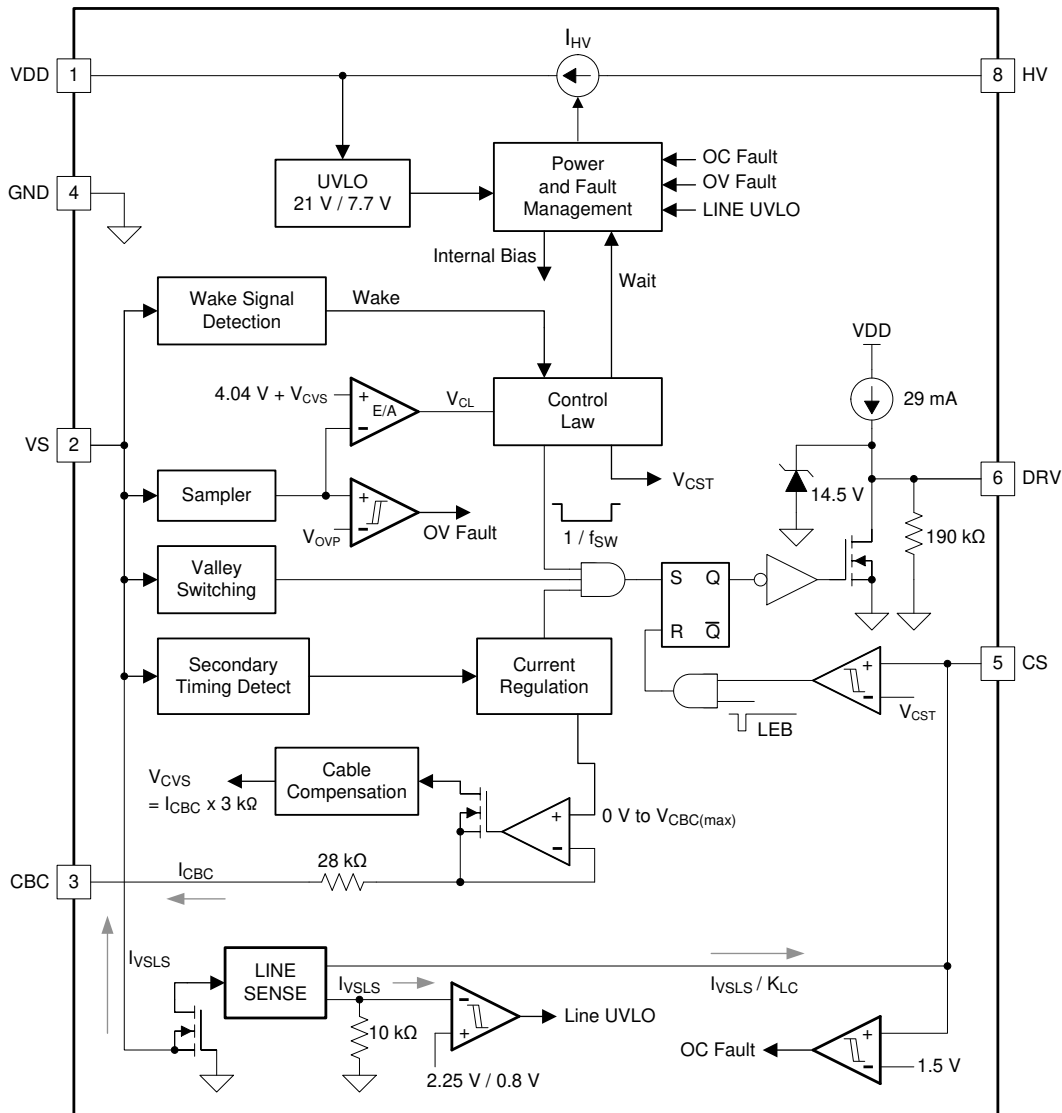 I_HV
VDD 1
8 HV
GND 4
UVLO
21 V / 7.7 V
Power
and Fault
Management
OC Fault
OV Fault
LINE UVLO
Internal Bias
Wait
Wake Signal
Detection
Wake
VDD
29 mA
4.04 V + V_CVS
+
E/A
−
V_CL
Control
Law
VS 2
V_CST
6 DRV
14.5 V
190 kΩ
Sampler
+
−
V_OVP
OV Fault
1 / f_SW
Valley
Switching
S Q
R Q̅
Secondary
Timing Detect
Current
Regulation
5 CS
+
−
V_CST
LEB
V_CVS
= I_CBC x 3 kΩ
Cable
Compensation
+
−
0 V to V_CBC(max)
CBC 3
I_CBC
28 kΩ
I_VSLS
LINE
SENSE
I_VSLS
I_VSLS / K_LC
10 kΩ
−
+
Line UVLO
2.25 V / 0.8 V
OC Fault
+
−
1.5 V